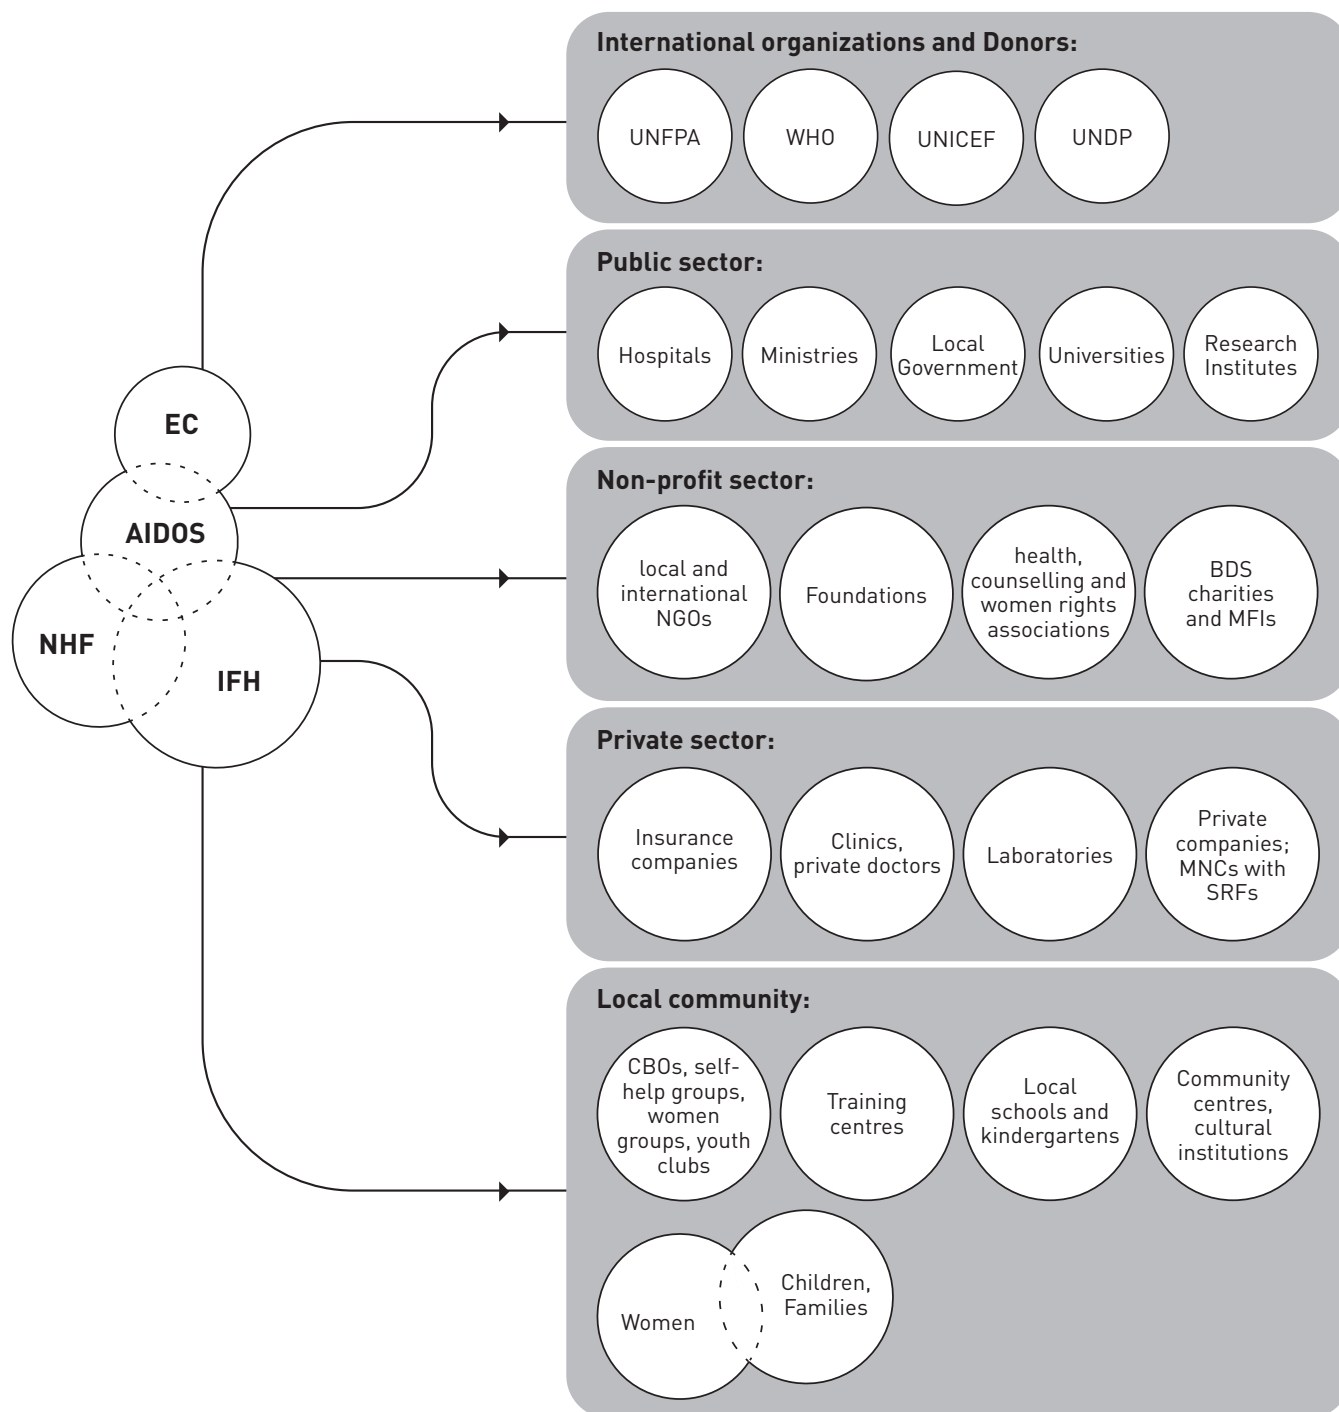 International organizations and Donors:
UNFPA
WHO
UNICEF
UNDP
Public sector:
Hospitals
Ministries
Local
Government
Universities
Research
Institutes
EC
AIDOS
NHF
IFH
Non-profit sector:
local and
international
NGOs
Foundations
health,
counselling and
women rights
associations
BDS
charities
and MFIs
Private sector:
Insurance
companies
Clinics,
private doctors
Laboratories
Private
companies;
MNCs with
SRFs
Local community:
CBOs, self-
help groups,
women
groups, youth
clubs
Training
centres
Local
schools and
kindergartens
Community
centres,
cultural
institutions
Women
Children,
Families